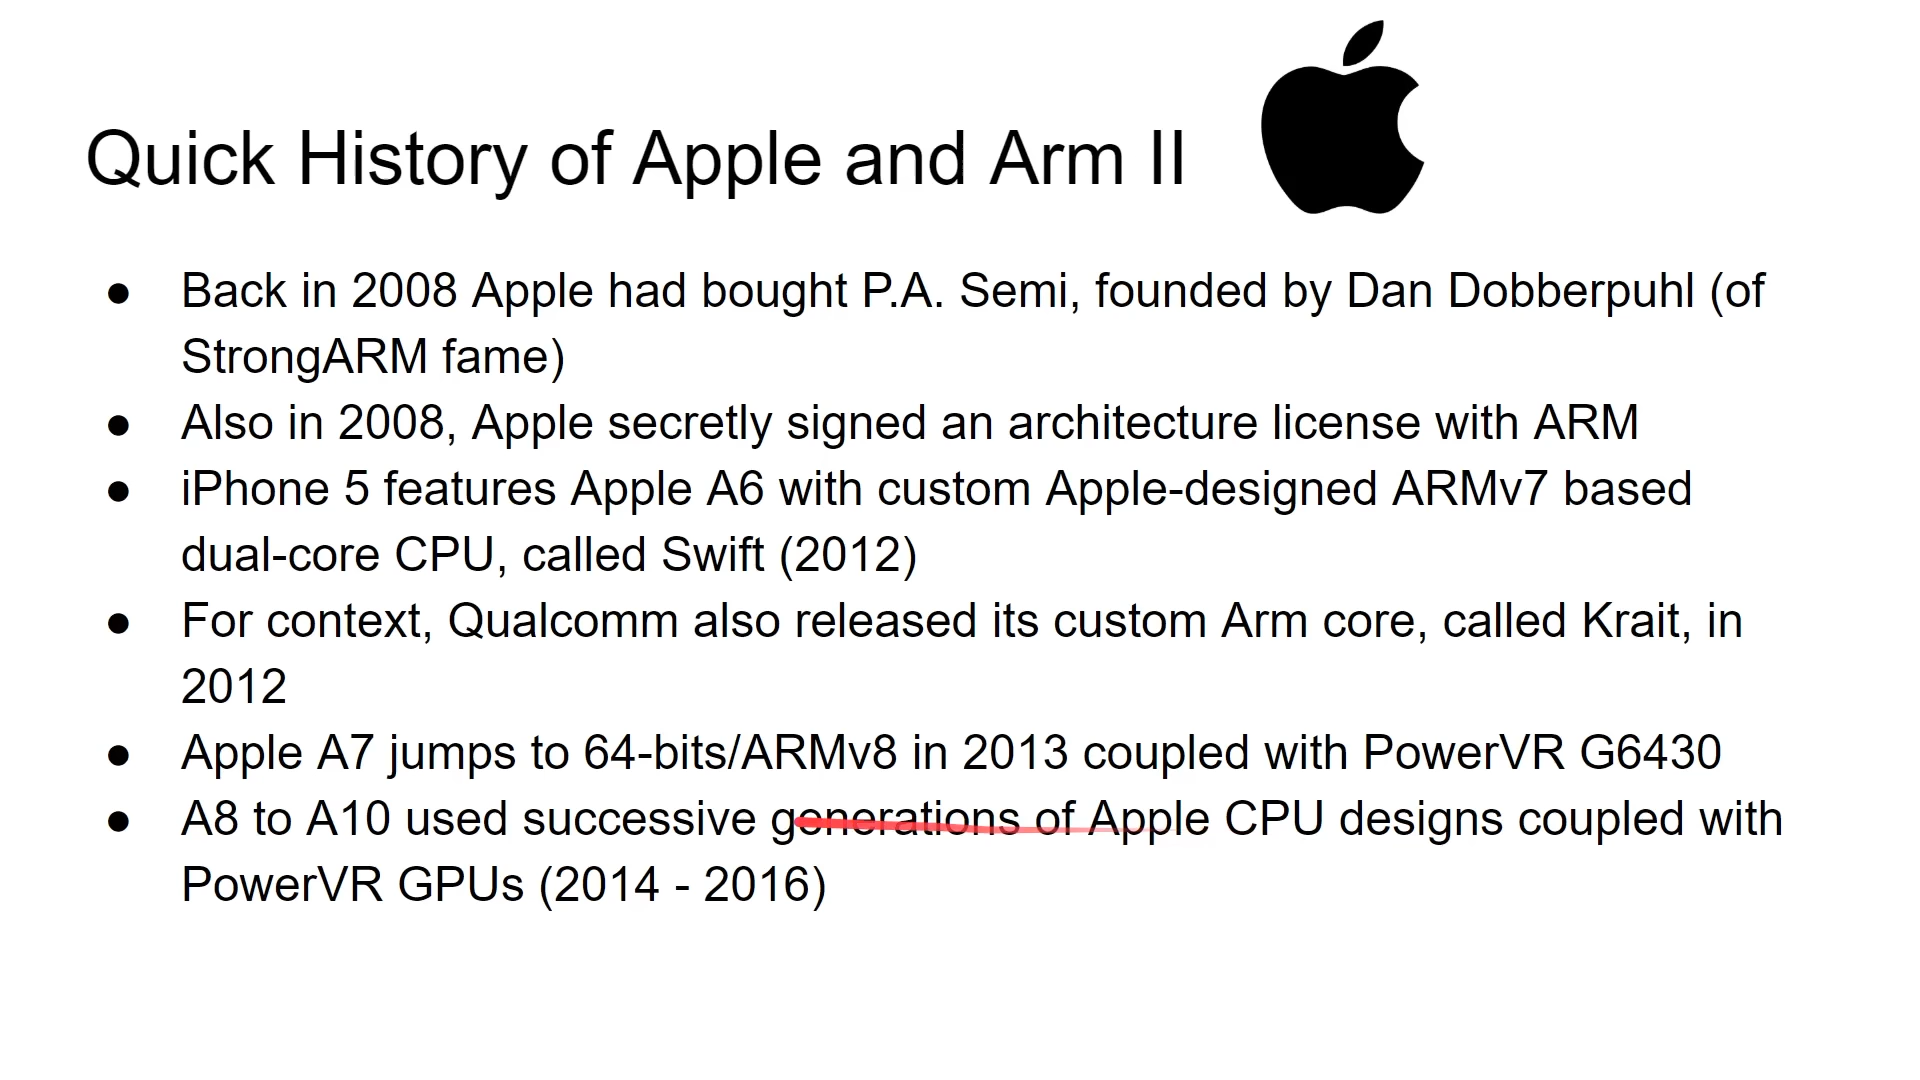 Quick History of Apple and Arm II
● Back in 2008 Apple had bought P.A. Semi, founded by Dan Dobberpuhl (of
StrongARM fame)
● Also in 2008, Apple secretly signed an architecture license with ARM
● iPhone 5 features Apple A6 with custom Apple-designed ARMv7 based
dual-core CPU, called Swift (2012)
● For context, Qualcomm also released its custom Arm core, called Krait, in
2012
● Apple A7 jumps to 64-bits/ARMv8 in 2013 coupled with PowerVR G6430
● A8 to A10 used successive generations of Apple CPU designs coupled with
PowerVR GPUs (2014 - 2016)